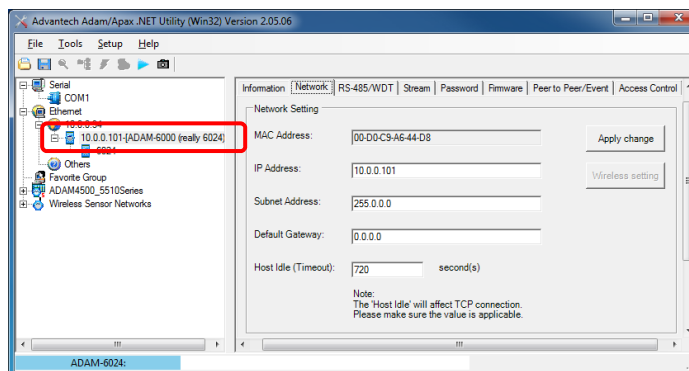 Advantech Adam/Apax .NET Utility (Win32) Version 2.05.06
File Tools Setup Help
Serial
COM1
Ethernet
10.0.0.101-[ADAM-6000 (really 6024]
Others
Favorite Group
ADAM4500_5510Series
Wireless Sensor Networks
Information Network RS-485/WDT Stream Password Firmware Peer to Peer/Event Access Control
Network Setting
MAC Address: 00-D0-C9-A6-44-D8 Apply change
IP Address: 10.0.0.101 Wireless setting
Subnet Address: 255.0.0.0
Default Gateway: 0.0.0.0
Host Idle (Timeout): 720 second(s)
Note:
The 'Host Idle' will affect TCP connection.
Please make sure the value is applicable.
ADAM-6024: